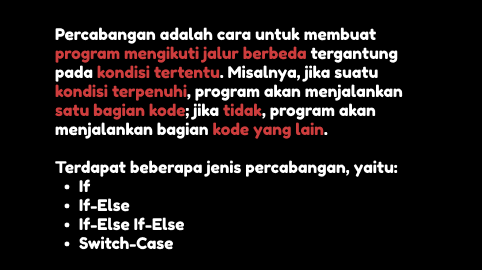 Percabangan adalah cara untuk membuat
program mengikuti jalur berbeda tergantung
pada kondisi tertentu. Misalnya, jika suatu
kondisi terpenuhi, program akan menjalankan
satu bagian kode; jika tidak, program akan
menjalankan bagian kode yang lain.
Terdapat beberapa jenis percabangan, yaitu:
• If
• If-Else
• If-Else If-Else
• Switch-Case